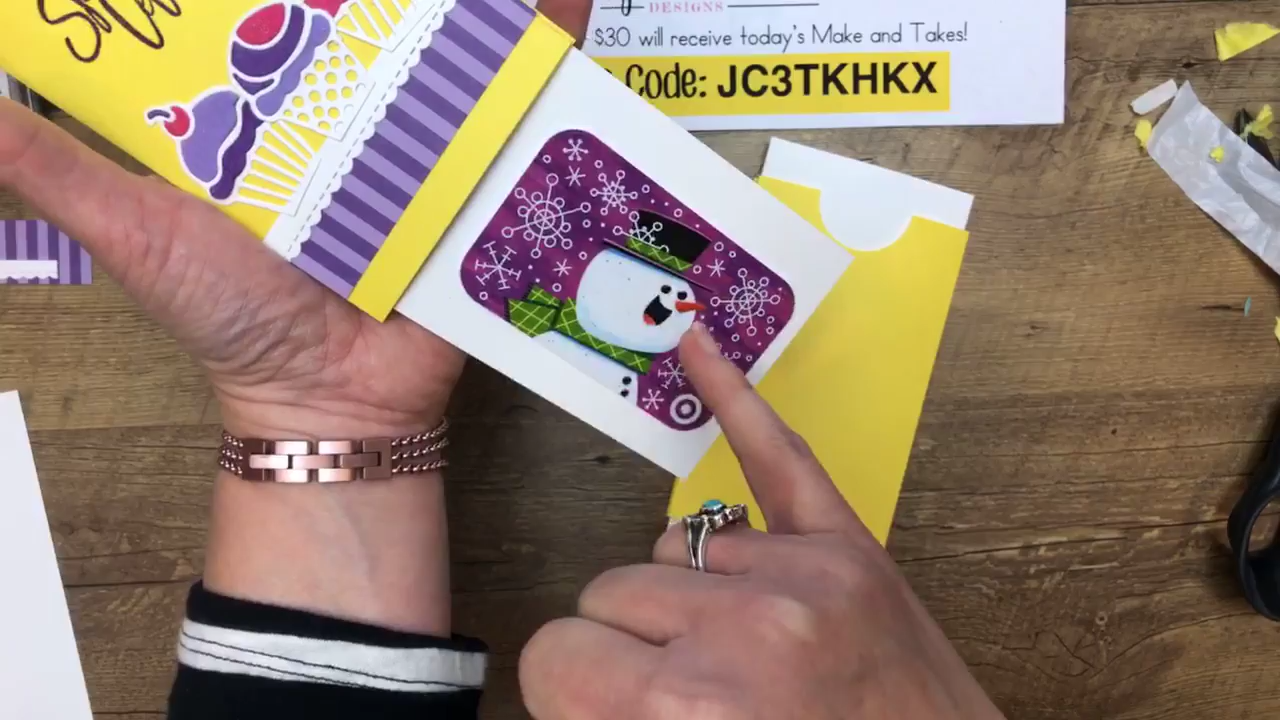 DESIGNS
$30 will receive today's Make and Takes!
Code: JC3TKHKX